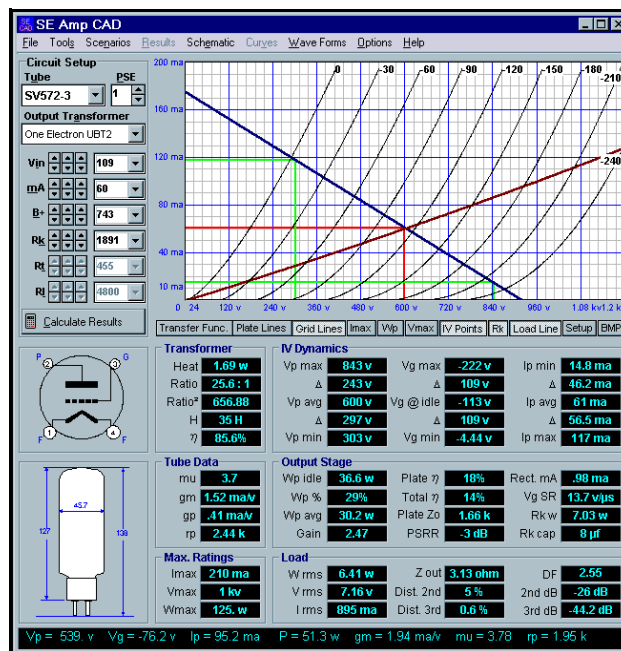 SE Amp CAD
File Tools Scenarios Results Schematic Curves Wave Forms Options Help
Circuit Setup
Tube PSE
SV572-3 1
Output Transformer
One Electron UBT2
Vin 109
mA 60
B+ 743
Rk 1891
Rt 455
Rl 4800
Calculate Results
200 ma
160 ma
120 ma
80 ma
40 ma
10 ma
0 -30 -60 -90 -120 -150 -180 -210
-240
0 24 120 v 240 v 360 v 480 v 600 v 720 v 840 v 960 v 1.08 kv 1.2 k
Transfer Func. Plate Lines Grid Lines Imax Wp Vmax IV Points Rk Load Line Setup BMP
P G
2 3
1 4
F F
45.7
127 138
Transformer
Heat 1.69 w
Ratio 25.6 : 1
Ratio² 656.88
H 35 H
η 85.6%
IV Dynamics
Vp max 843 v Vg max -222 v Ip min 14.8 ma
Δ 243 v Δ 109 v Δ 46.2 ma
Vp avg 600 v Vg @ idle -113 v Ip avg 61 ma
Δ 297 v Δ 109 v Δ 56.5 ma
Vp min 303 v Vg min -4.44 v Ip max 117 ma
Tube Data
mu 3.7
gm 1.52 ma/v
gp .41 ma/v
rp 2.44 k
Output Stage
Wp idle 36.6 w Plate η 18% Rect. mA .98 ma
Wp % 29% Total η 14% Vg SR 13.7 v/µs
Wp avg 30.2 w Plate Zo 1.66 k Rk w 7.03 w
Gain 2.47 PSRR -3 dB Rk cap 8 µf
Max. Ratings
Imax 210 ma
Vmax 1 kv
Wmax 125. w
Load
W rms 6.41 w Z out 3.13 ohm DF 2.55
V rms 7.16 v Dist. 2nd 5 % 2nd dB -26 dB
I rms 895 ma Dist. 3rd 0.6 % 3rd dB -44.2 dB
Vp = 539. v Vg = -76.2 v Ip = 95.2 ma P = 51.3 w gm = 1.94 ma/v mu = 3.78 rp = 1.95 k